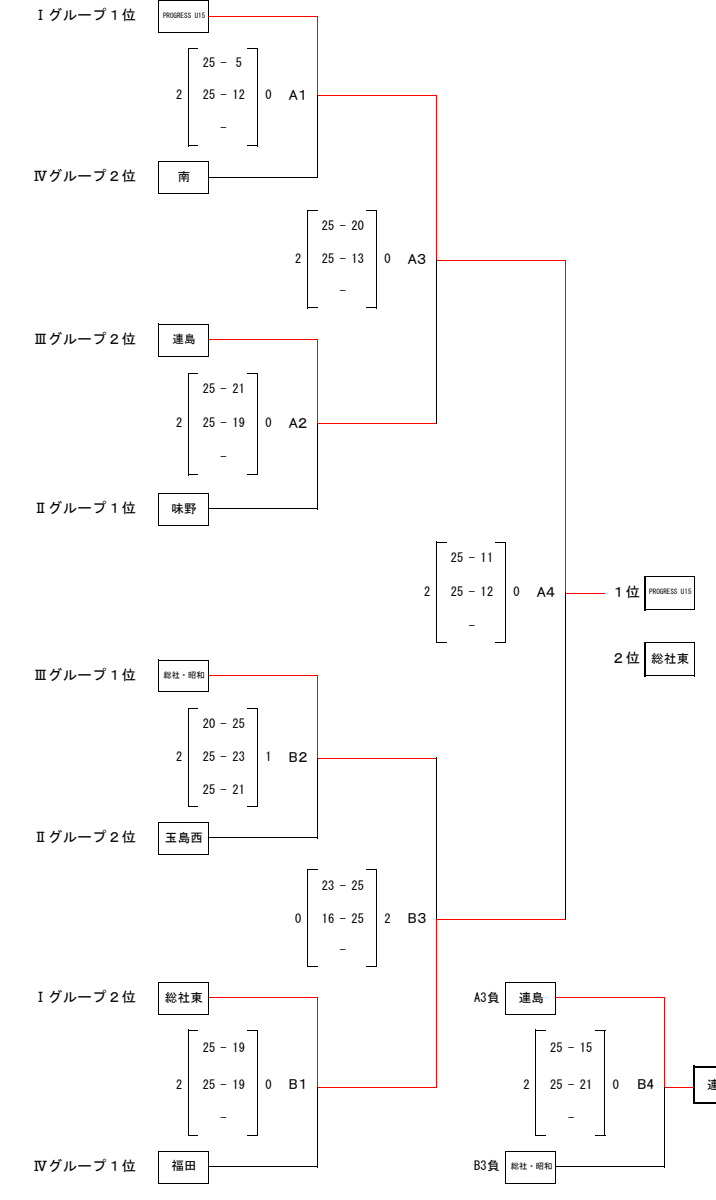 Ⅰグループ１位 PROGRESS U15
25 － 5
2 25 － 12 0 A1
－
Ⅳグループ２位 南
25 － 20
2 25 － 13 0 A3
－
Ⅲグループ２位 連島
25 － 21
2 25 － 19 0 A2
－
Ⅱグループ１位 味野
25 － 11
2 25 － 12 0 A4 １位 PROGRESS U15
－
２位 総社東
Ⅲグループ１位 総社・昭和
20 － 25
2 25 － 23 1 B2
25 － 21
Ⅱグループ２位 玉島西
23 － 25
0 16 － 25 2 B3
－
Ⅰグループ２位 総社東 A3負 連島
25 － 19 25 － 15
2 25 － 19 0 B1 2 25 － 21 0 B4
－ －
Ⅳグループ１位 福田 B3負 総社・昭和